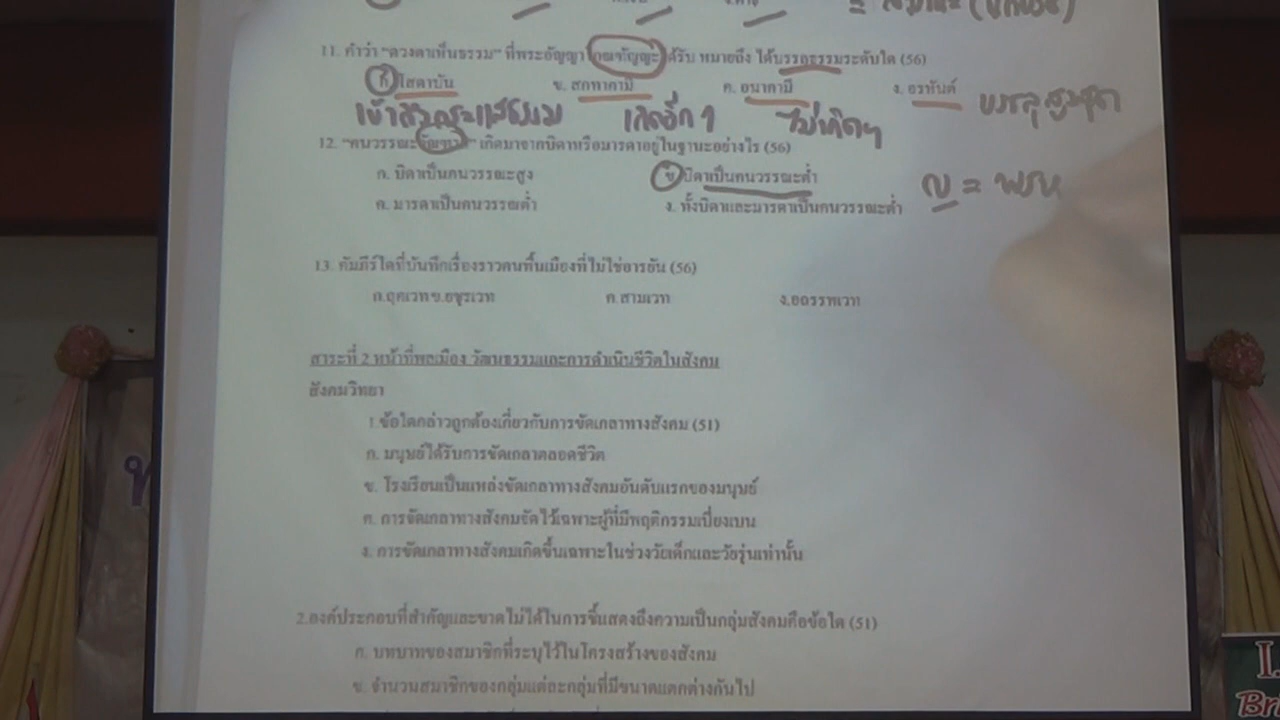 11. คำว่า "ดวงตาเห็นธรรม" ที่พระอัญญาโกณฑัญญะได้รับ หมายถึง ได้บรรลุธรรมระดับใด (56)
ก. โสดาบัน ข. สกทาคามี ค. อนาคามี ง. อรหันต์
เข้าสู่กระแสธรรม เกิดอีก 1 ไม่เกิดฯ บรรลุสูงสุด
12. "คนวรรณะจัณฑาล" เกิดมาจากบิดาหรือมารดาอยู่ในฐานะอย่างไร (56)
ก. บิดาเป็นคนวรรณะสูง ข. บิดาเป็นคนวรรณะต่ำ
ญ = พรห
ค. มารดาเป็นคนวรรณต่ำ ง. ทั้งบิดาและมารดาเป็นคนวรรณะต่ำ
13. คัมภีร์ใดที่บันทึกเรื่องราวคนพื้นเมืองที่ไม่ใช่อารยัน (56)
ก.ฤคเวท ข.ยชุรเวท ค.สามเวท ง.อถรรพเวท
สาระที่ 2 หน้าที่พลเมือง วัฒนธรรมและการดำเนินชีวิตในสังคม
สังคมวิทยา
1.ข้อใดกล่าวถูกต้องเกี่ยวกับการขัดเกลาทางสังคม (51)
ก. มนุษย์ได้รับการขัดเกลาตลอดชีวิต
ข. โรงเรียนเป็นแหล่งขัดเกลาทางสังคมอันดับแรกของมนุษย์
ค. การขัดเกลาทางสังคมจัดไว้เฉพาะผู้ที่มีพฤติกรรมเบี่ยงเบน
ง. การขัดเกลาทางสังคมเกิดขึ้นเฉพาะในช่วงวัยเด็กและวัยรุ่นเท่านั้น
2.องค์ประกอบที่สำคัญและขาดไม่ได้ในการชี้แสดงถึงความเป็นกลุ่มสังคมคือข้อใด (51)
ก. บทบาทของสมาชิกที่ระบุไว้ในโครงสร้างของสังคม
ข. จำนวนสมาชิกของกลุ่มแต่ละกลุ่มที่มีขนาดแตกต่างกันไป